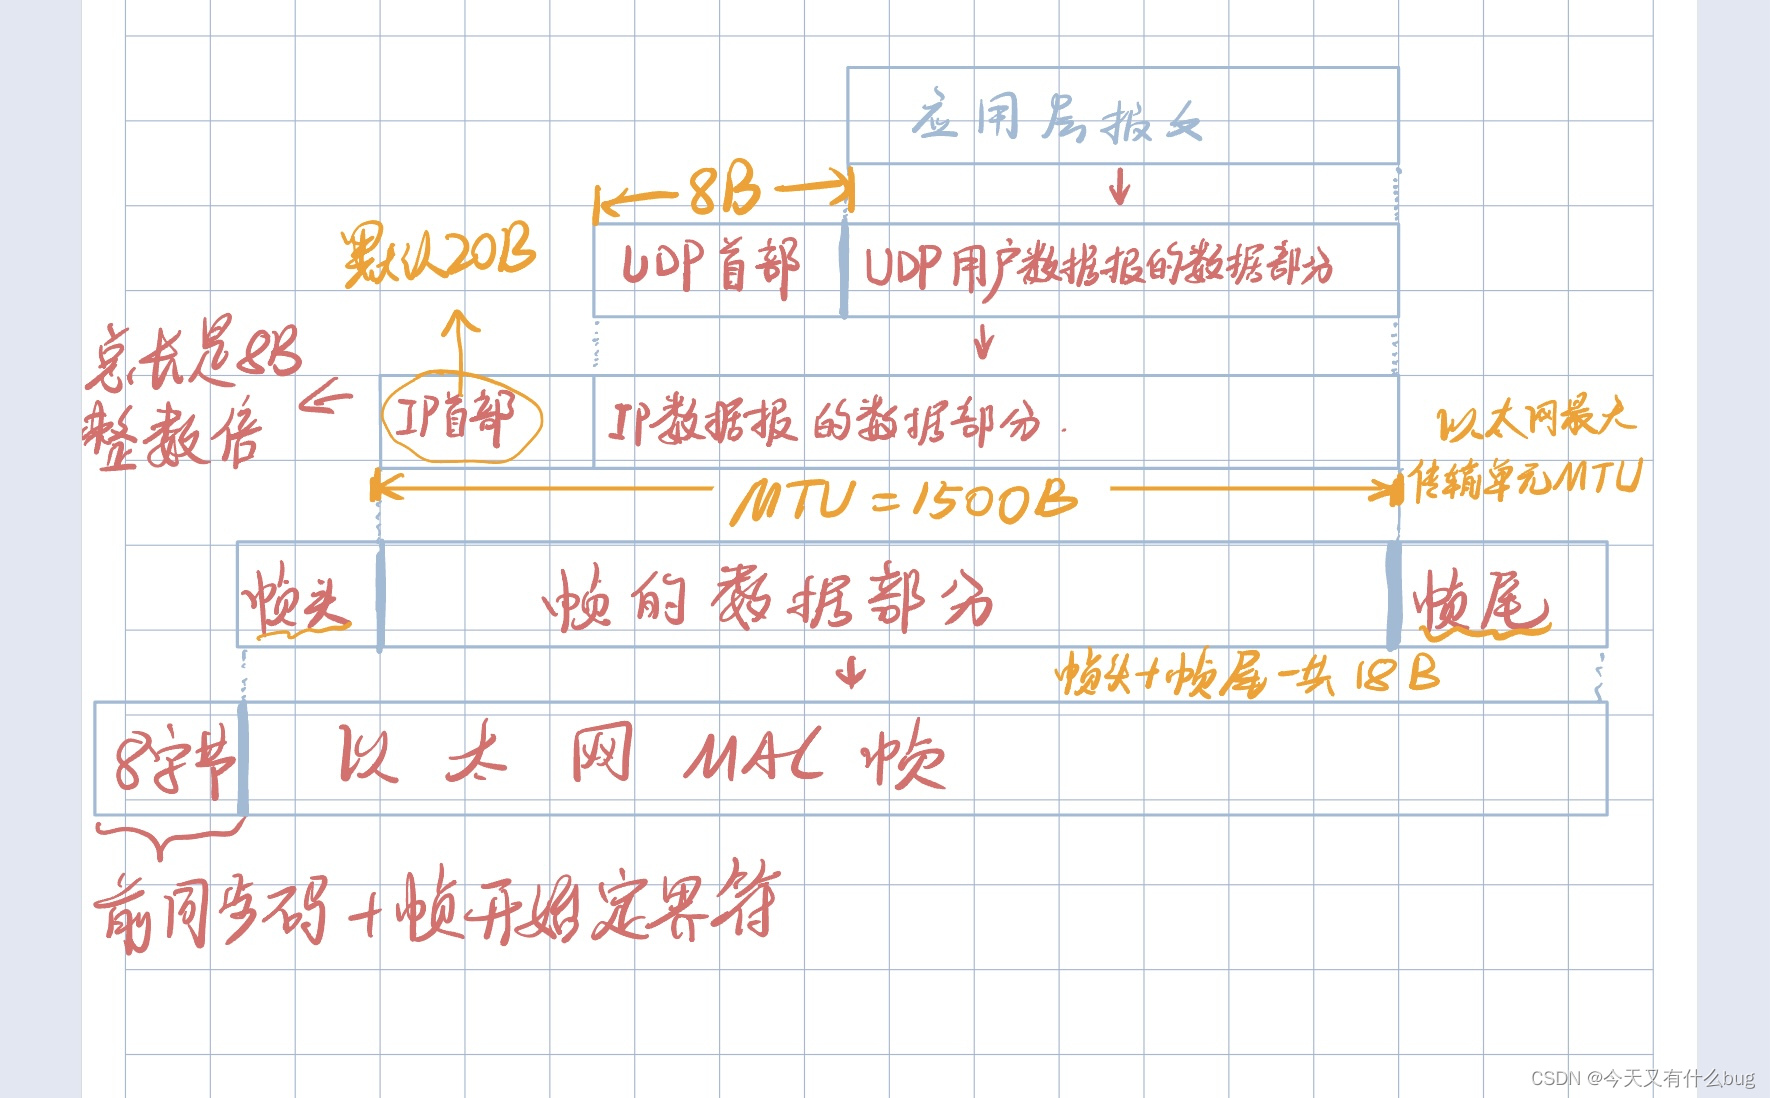 应用层报文
8B
默认20B
UDP首部
UDP用户数据报的数据部分
总长是8B
整数倍
IP首部
IP数据报的数据部分.
以太网最大
传输单元MTU
MTU=1500B
帧头
帧的数据部分
帧尾
帧头+帧尾一共18B
8字节
以太网MAC帧
前同步码+帧开始定界符
CSDN @今天又有什么bug